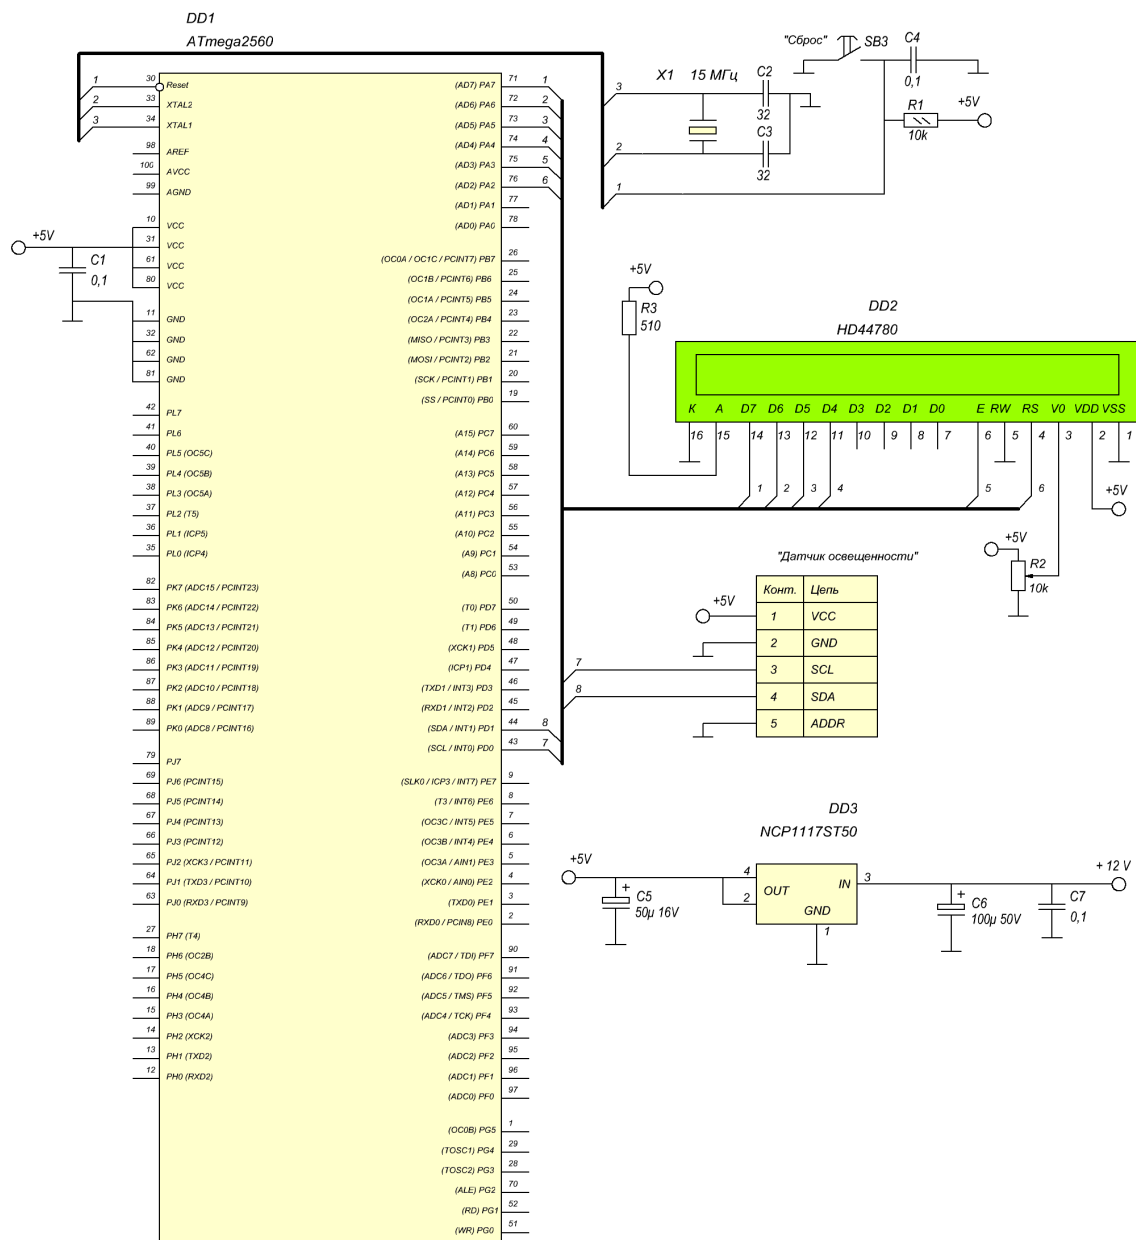 DD1
ATmega2560
1 30 Reset
2 33 XTAL2
3 34 XTAL1
98 AREF
100 AVCC
99 AGND
10 VCC
31 VCC
61 VCC
80 VCC
+5V
C1
0,1
11 GND
32 GND
62 GND
81 GND
42 PL7
41 PL6
40 PL5 (OC5C)
39 PL4 (OC5B)
38 PL3 (OC5A)
37 PL2 (T5)
36 PL1 (ICP5)
35 PL0 (ICP4)
82 PK7 (ADC15 / PCINT23)
83 PK6 (ADC14 / PCINT22)
84 PK5 (ADC13 / PCINT21)
85 PK4 (ADC12 / PCINT20)
86 PK3 (ADC11 / PCINT19)
87 PK2 (ADC10 / PCINT18)
88 PK1 (ADC9 / PCINT17)
89 PK0 (ADC8 / PCINT16)
79 PJ7
69 PJ6 (PCINT15)
68 PJ5 (PCINT14)
67 PJ4 (PCINT13)
66 PJ3 (PCINT12)
65 PJ2 (XCK3 / PCINT11)
64 PJ1 (TXD3 / PCINT10)
63 PJ0 (RXD3 / PCINT9)
27 PH7 (T4)
18 PH6 (OC2B)
17 PH5 (OC4C)
16 PH4 (OC4B)
15 PH3 (OC4A)
14 PH2 (XCK2)
13 PH1 (TXD2)
12 PH0 (RXD2)
(AD7) PA7 71 1
(AD6) PA6 72 2
(AD5) PA5 73 3
(AD4) PA4 74 4
(AD3) PA3 75 5
(AD2) PA2 76 6
(AD1) PA1 77
(AD0) PA0 78
(OC0A / OC1C / PCINT7) PB7 26
(OC1B / PCINT6) PB6 25
(OC1A / PCINT5) PB5 24
(OC2A / PCINT4) PB4 23
(MISO / PCINT3) PB3 22
(MOSI / PCINT2) PB2 21
(SCK / PCINT1) PB1 20
(SS / PCINT0) PB0 19
(A15) PC7 60
(A14) PC6 59
(A13) PC5 58
(A12) PC4 57
(A11) PC3 56
(A10) PC2 55
(A9) PC1 54
(A8) PC0 53
(T0) PD7 50
(T1) PD6 49
(XCK1) PD5 48
(ICP1) PD4 47
(TXD1 / INT3) PD3 46
(RXD1 / INT2) PD2 45
(SDA / INT1) PD1 44 8
(SCL / INT0) PD0 43 7
(SLK0 / ICP3 / INT7) PE7 9
(T3 / INT6) PE6 8
(OC3C / INT5) PE5 7
(OC3B / INT4) PE4 6
(OC3A / AIN1) PE3 5
(XCK0 / AIN0) PE2 4
(TXD0) PE1 3
(RXD0 / PCIN8) PE0 2
(ADC7 / TDI) PF7 90
(ADC6 / TDO) PF6 91
(ADC5 / TMS) PF5 92
(ADC4 / TCK) PF4 93
(ADC3) PF3 94
(ADC2) PF2 95
(ADC1) PF1 96
(ADC0) PF0 97
(OC0B) PG5 1
(TOSC1) PG4 29
(TOSC2) PG3 28
(ALE) PG2 70
(RD) PG1 52
(WR) PG0 51
"Сброс" SB3
C4
0,1
X1 15 МГц
C2
32
C3
32
R1
10k
+5V
3
2
1
+5V
R3
510
DD2
HD44780
K A D7 D6 D5 D4 D3 D2 D1 D0 E RW RS V0 VDD VSS
16 15 14 13 12 11 10 9 8 7 6 5 4 3 2 1
1 2 3 4 5 6
+5V
+5V
R2
10k
"Датчик освещенности"
Конт. Цепь
+5V 1 VCC
2 GND
7 3 SCL
8 4 SDA
5 ADDR
DD3
NCP1117ST50
+5V
+
C5
50µ 16V
4
2
OUT
IN
GND
3
1
+
C6
100µ 50V
C7
0,1
+ 12 V